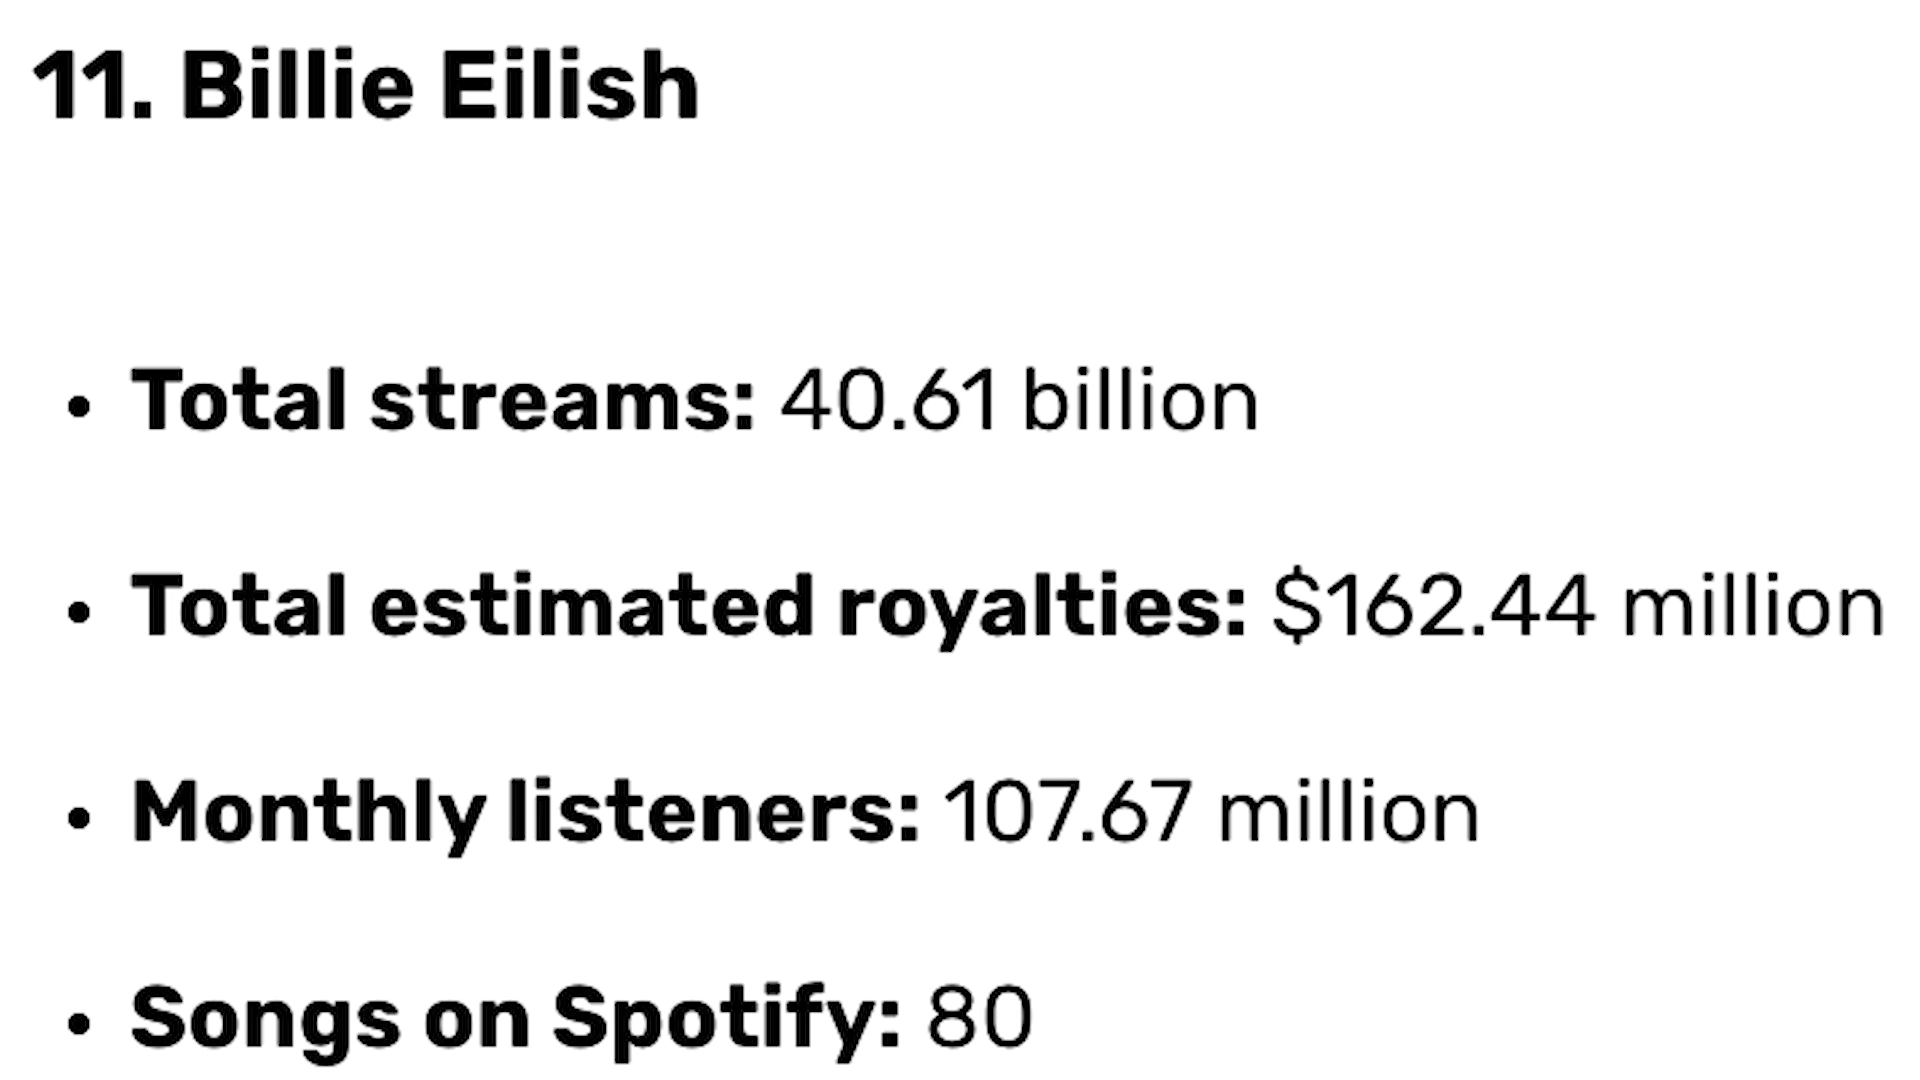 11. Billie Eilish
• Total streams: 40.61 billion
• Total estimated royalties: $162.44 million
• Monthly listeners: 107.67 million
• Songs on Spotify: 80